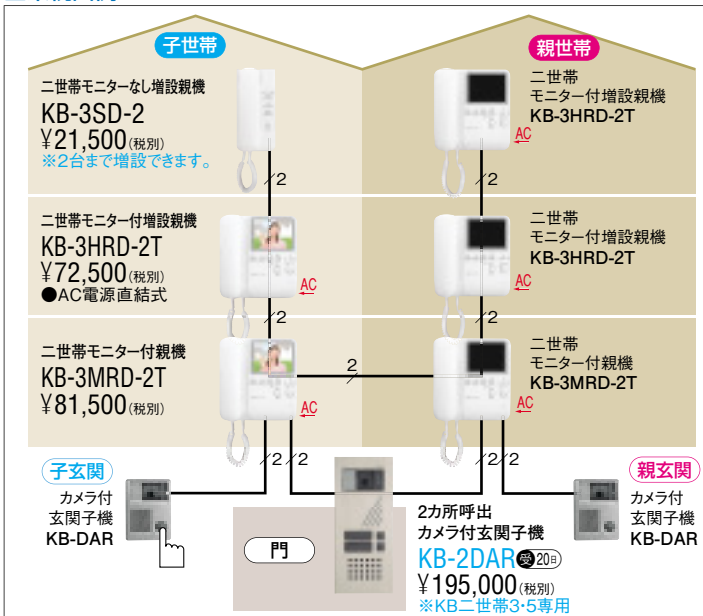 子世帯
親世帯
二世帯モニターなし増設親機
KB-3SD-2
¥21,500(税別)
※2台まで増設できます。
2
二世帯
モニター付増設親機
KB-3HRD-2T
AC
2
二世帯モニター付増設親機
KB-3HRD-2T
¥72,500(税別)
●AC電源直結式
AC
2
二世帯
モニター付増設親機
KB-3HRD-2T
AC
2
二世帯モニター付親機
KB-3MRD-2T
¥81,500(税別)
AC
2
二世帯
モニター付親機
KB-3MRD-2T
AC
2
2
2
2
子玄関
カメラ付
玄関子機
KB-DAR
門
2カ所呼出
カメラ付玄関子機
KB-2DAR受20日
¥195,000(税別)
※KB二世帯3・5専用
親玄関
カメラ付
玄関子機
KB-DAR